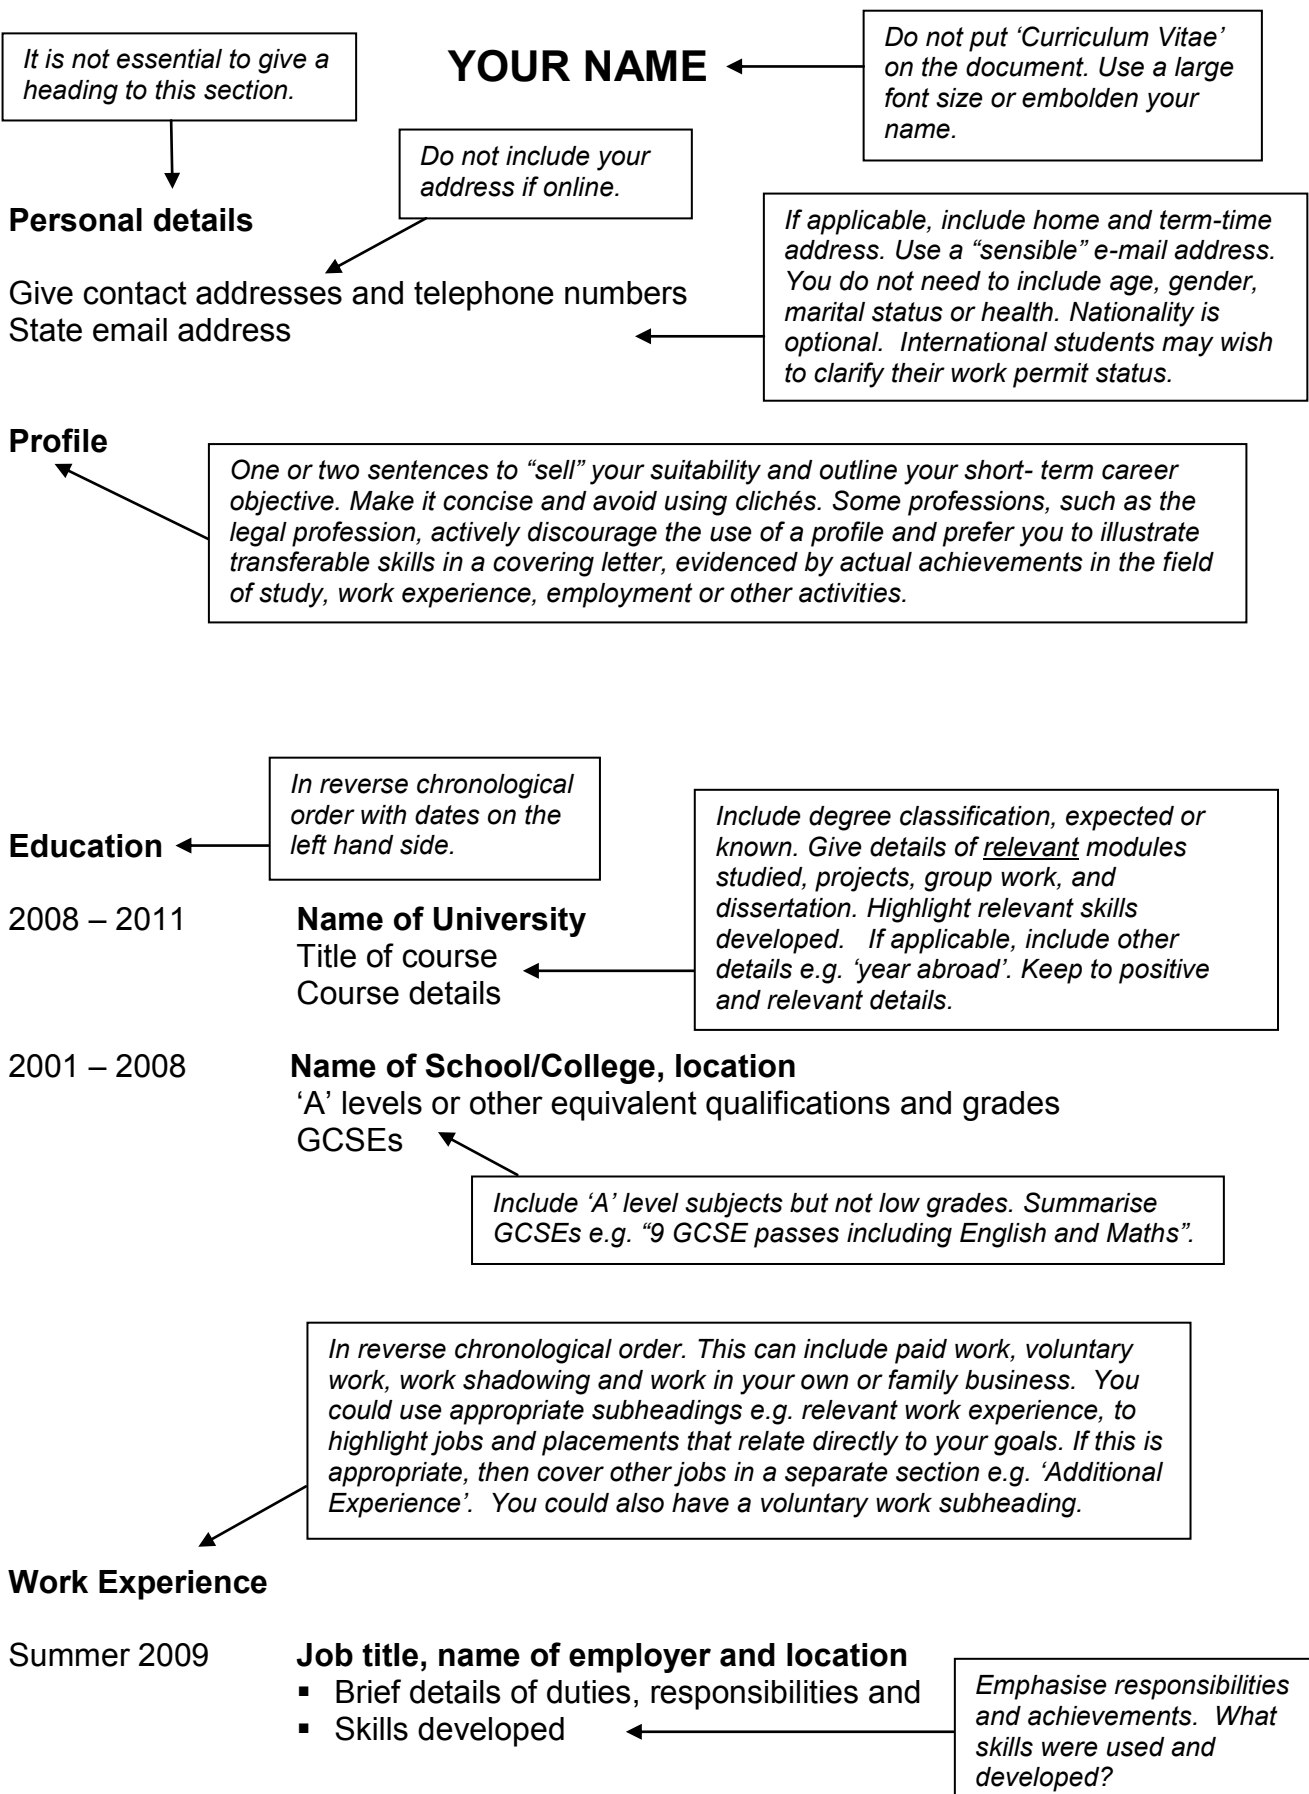 It is not essential to give a
heading to this section.
YOUR NAME
Do not put ‘Curriculum Vitae’
on the document. Use a large
font size or embolden your
name.
Do not include your
address if online.
Personal details
If applicable, include home and term-time
address. Use a “sensible” e-mail address.
You do not need to include age, gender,
marital status or health. Nationality is
optional.  International students may wish
to clarify their work permit status.
Give contact addresses and telephone numbers
State email address
Profile
One or two sentences to “sell” your suitability and outline your short- term career
objective. Make it concise and avoid using clichés. Some professions, such as the
legal profession, actively discourage the use of a profile and prefer you to illustrate
transferable skills in a covering letter, evidenced by actual achievements in the field
of study, work experience, employment or other activities.
In reverse chronological
order with dates on the
left hand side.
Education
Include degree classification, expected or
known. Give details of relevant modules
studied, projects, group work, and
dissertation. Highlight relevant skills
developed.   If applicable, include other
details e.g. ‘year abroad’. Keep to positive
and relevant details.
2008 – 2011 Name of University
Title of course
Course details
2001 – 2008 Name of School/College, location
‘A’ levels or other equivalent qualifications and grades
GCSEs
Include ‘A’ level subjects but not low grades. Summarise
GCSEs e.g. “9 GCSE passes including English and Maths”.
In reverse chronological order. This can include paid work, voluntary
work, work shadowing and work in your own or family business.  You
could use appropriate subheadings e.g. relevant work experience, to
highlight jobs and placements that relate directly to your goals. If this is
appropriate, then cover other jobs in a separate section e.g. ‘Additional
Experience’.  You could also have a voluntary work subheading.
Work Experience
Summer 2009 Job title, name of employer and location
▪ Brief details of duties, responsibilities and
▪ Skills developed
Emphasise responsibilities
and achievements.  What
skills were used and
developed?